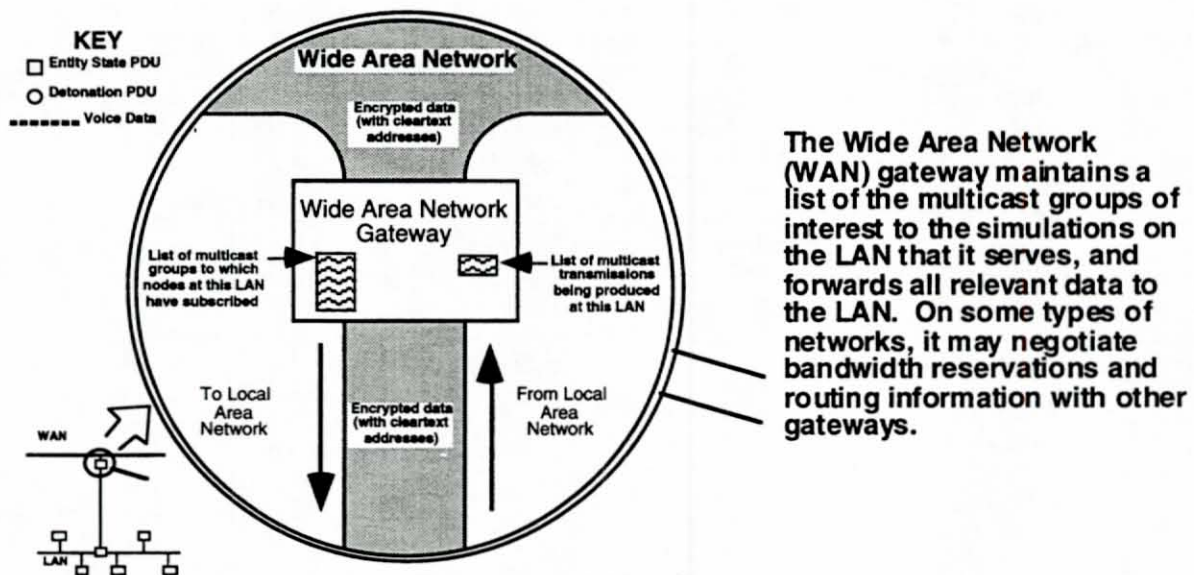 KEY
Entity State PDU
Detonation PDU
Voice Data
Wide Area Network
Encrypted data
(with cleartext
addresses)
Wide Area Network
Gateway
List of multicast
groups to which
nodes at this LAN
have subscribed
List of multicast
transmissions
being produced
at this LAN
To Local
Area
Network
Encrypted data
(with cleartext
addresses)
From Local
Area
Network
WAN
LAN
The Wide Area Network
(WAN) gateway maintains a
list of the multicast groups of
interest to the simulations on
the LAN that it serves, and
forwards all relevant data to
the LAN. On some types of
networks, it may negotiate
bandwidth reservations and
routing information with other
gateways.